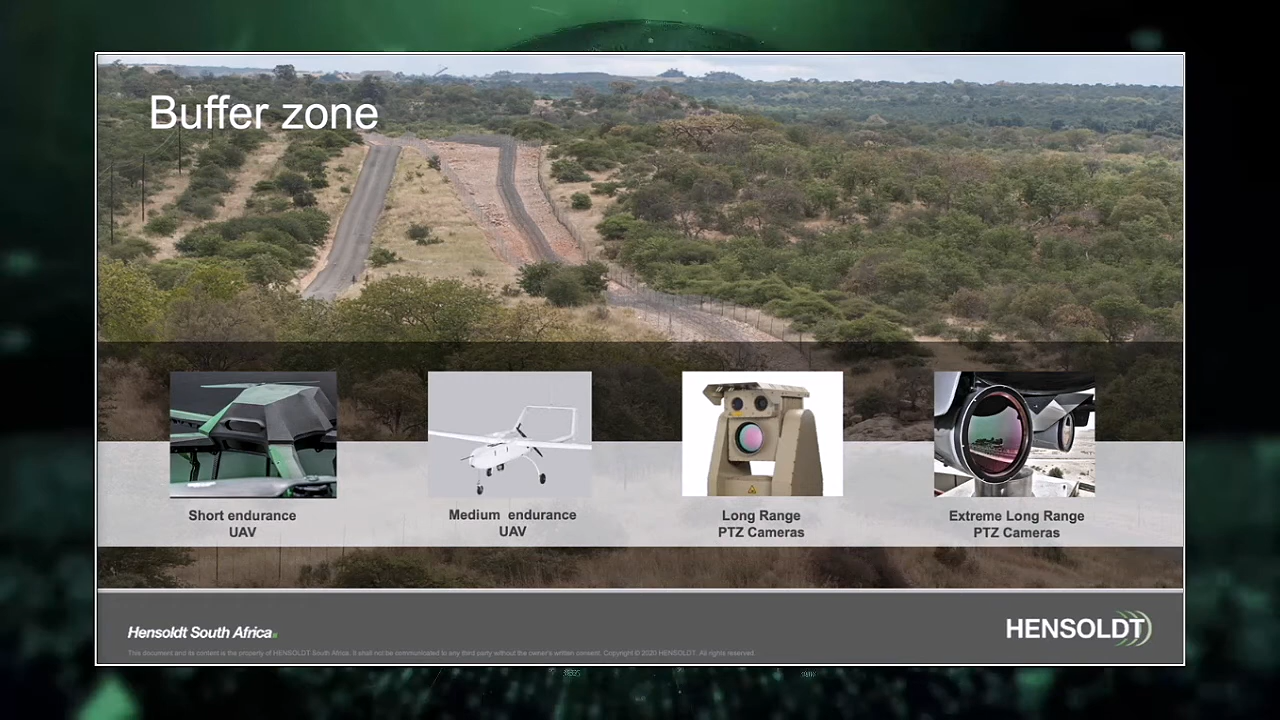 Buffer zone
Short endurance
UAV
Medium endurance
UAV
Long Range
PTZ Cameras
Extreme Long Range
PTZ Cameras
Hensoldt South Africa
HENSOLDT
This document and its content is the property of HENSOLDT South Africa. It shall not be communicated to any third party without the owner's written consent. Copyright © 2020 HENSOLDT. All rights reserved.